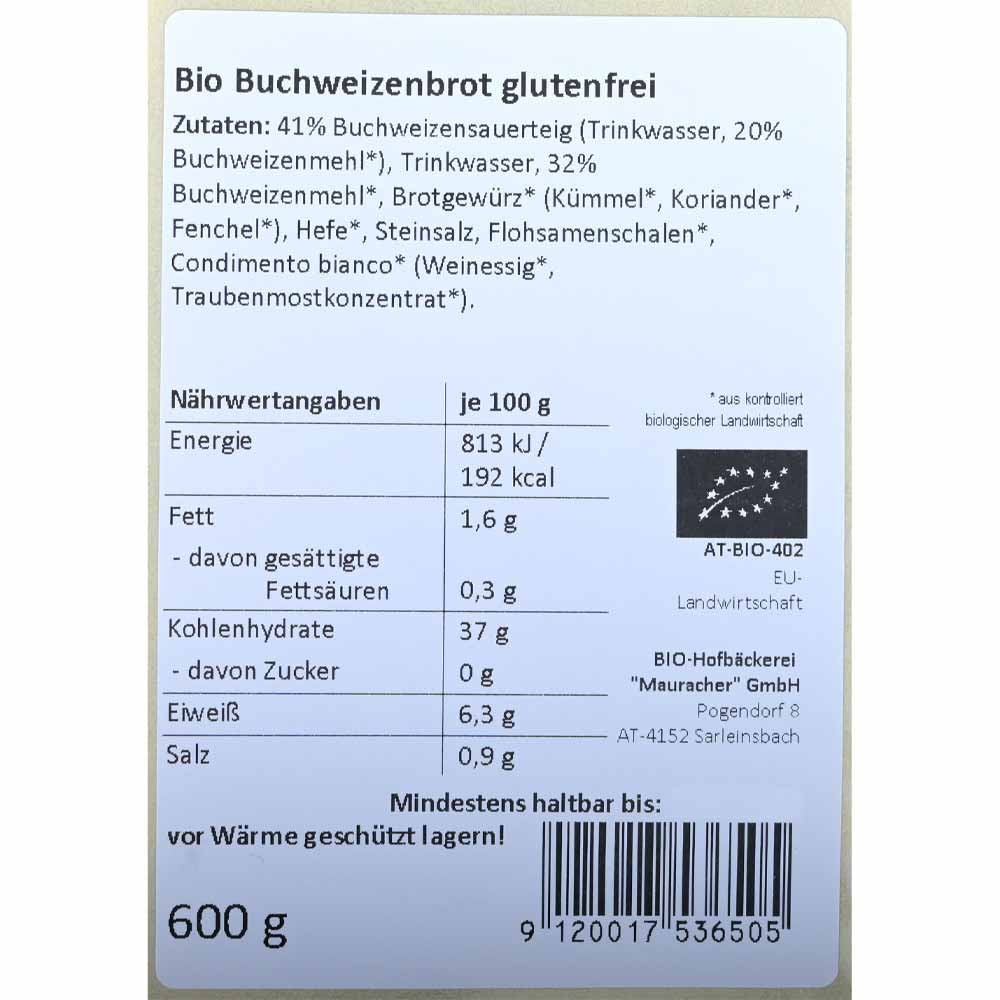 Bio Buchweizenbrot glutenfrei
Zutaten: 41% Buchweizensauerteig (Trinkwasser, 20%
Buchweizenmehl*), Trinkwasser, 32%
Buchweizenmehl*, Brotgewürz* (Kümmel*, Koriander*,
Fenchel*), Hefe*, Steinsalz, Flohsamenschalen*,
Condimento bianco* (Weinessig*,
Traubenmostkonzentrat*).
Nährwertangaben je 100 g
Energie 813 kJ /
192 kcal
Fett 1,6 g
- davon gesättigte
Fettsäuren 0,3 g
Kohlenhydrate 37 g
- davon Zucker 0 g
Eiweiß 6,3 g
Salz 0,9 g
* aus kontrolliert
biologischer Landwirtschaft
AT-BIO-402
EU-
Landwirtschaft
BIO-Hofbäckerei
"Mauracher" GmbH
Pogendorf 8
AT-4152 Sarleinsbach
Mindestens haltbar bis:
vor Wärme geschützt lagern!
600 g
9 120017 536505